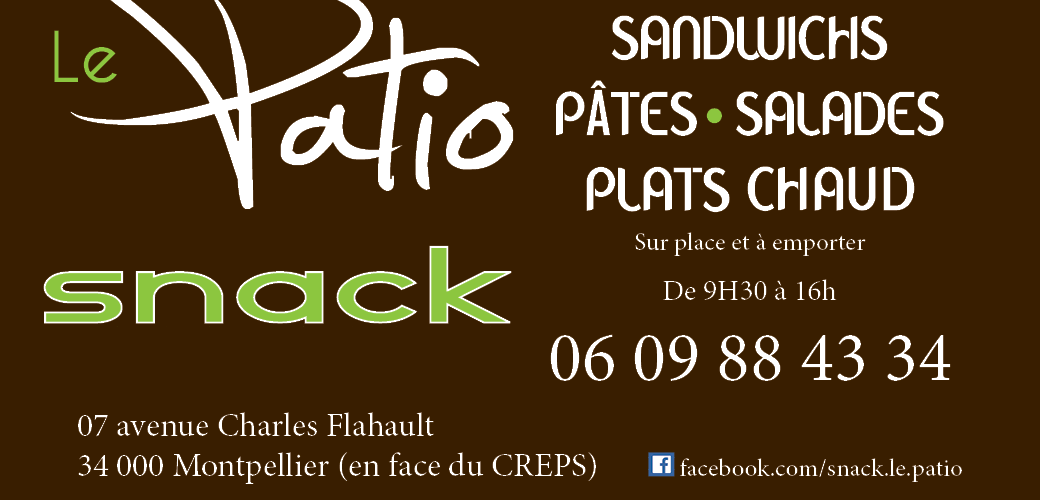 Le Patio
snack
SANDWICHS
PÂTES • SALADES
PLATS CHAUD
Sur place et à emporter
De 9H30 à 16h
06 09 88 43 34
07 avenue Charles Flahault
34 000 Montpellier (en face du CREPS)
facebook.com/snack.le.patio